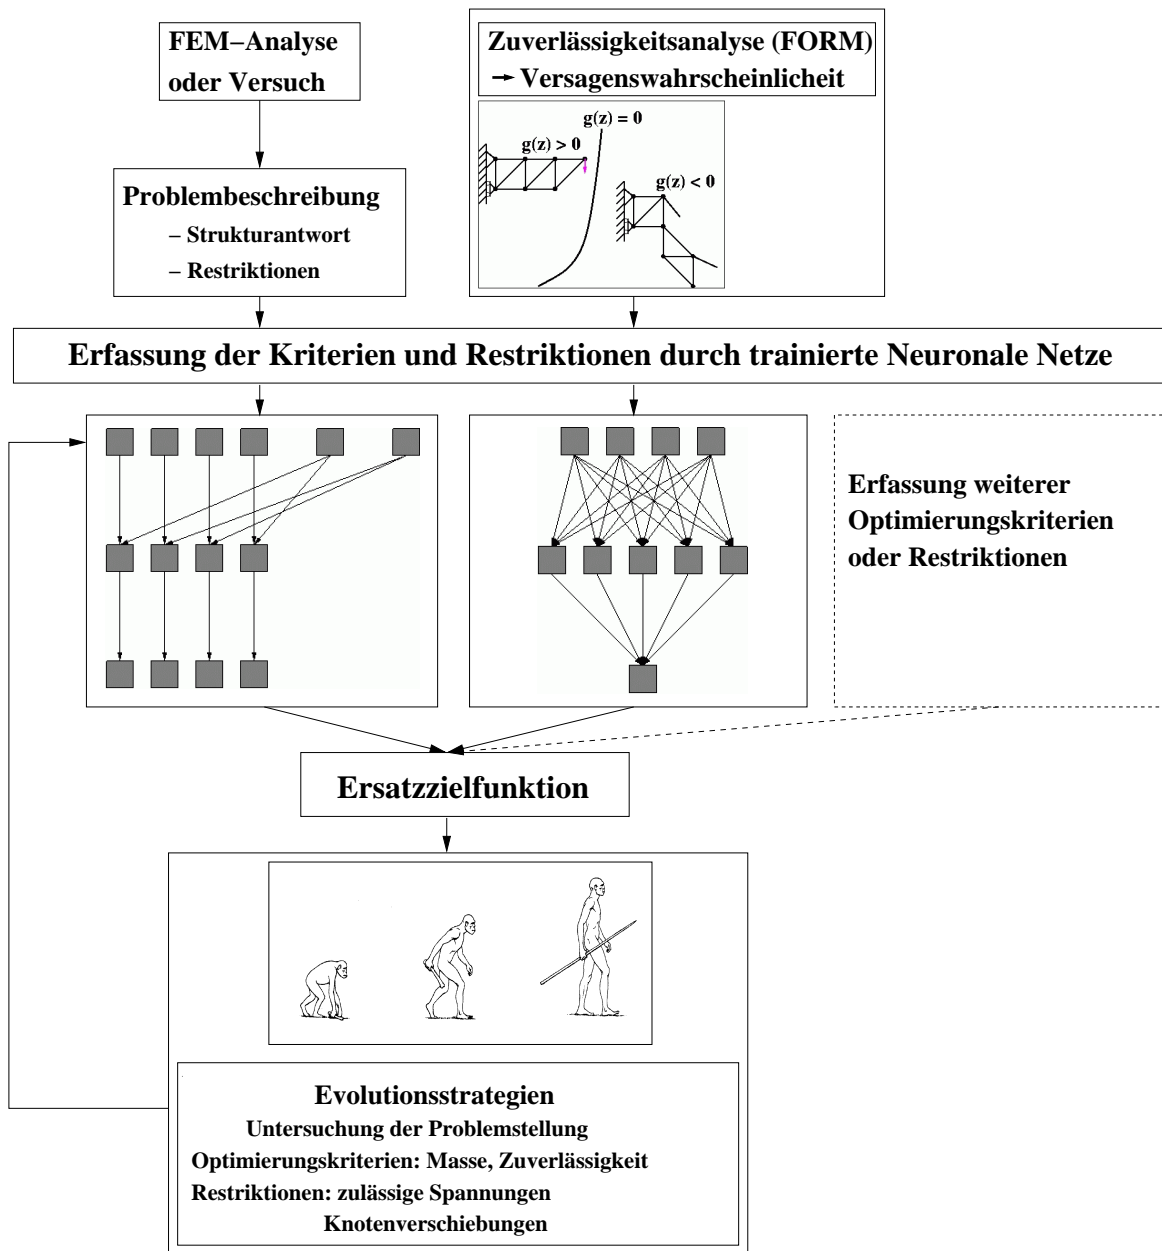 FEM–Analyse
oder Versuch
Zuverlässigkeitsanalyse (FORM)
→ Versagenswahrscheinlicheit
g(z) = 0
g(z) > 0
g(z) < 0
Problembeschreibung
– Strukturantwort
– Restriktionen
Erfassung der Kriterien und Restriktionen durch trainierte Neuronale Netze
Erfassung weiterer
Optimierungskriterien
oder Restriktionen
Ersatzzielfunktion
Evolutionsstrategien
Untersuchung der Problemstellung
Optimierungskriterien: Masse, Zuverlässigkeit
Restriktionen: zulässige Spannungen
Knotenverschiebungen